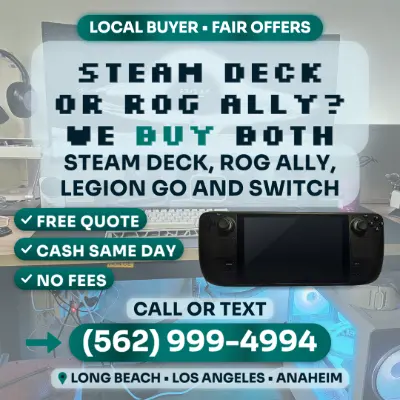 LOCAL BUYER • FAIR OFFERS
STEAM DECK
OR ROG ALLY?
WE BUY BOTH
STEAM DECK, ROG ALLY,
LEGION GO AND SWITCH
FREE QUOTE
CASH SAME DAY
NO FEES
CALL OR TEXT
(562) 999-4994
LONG BEACH • LOS ANGELES • ANAHEIM